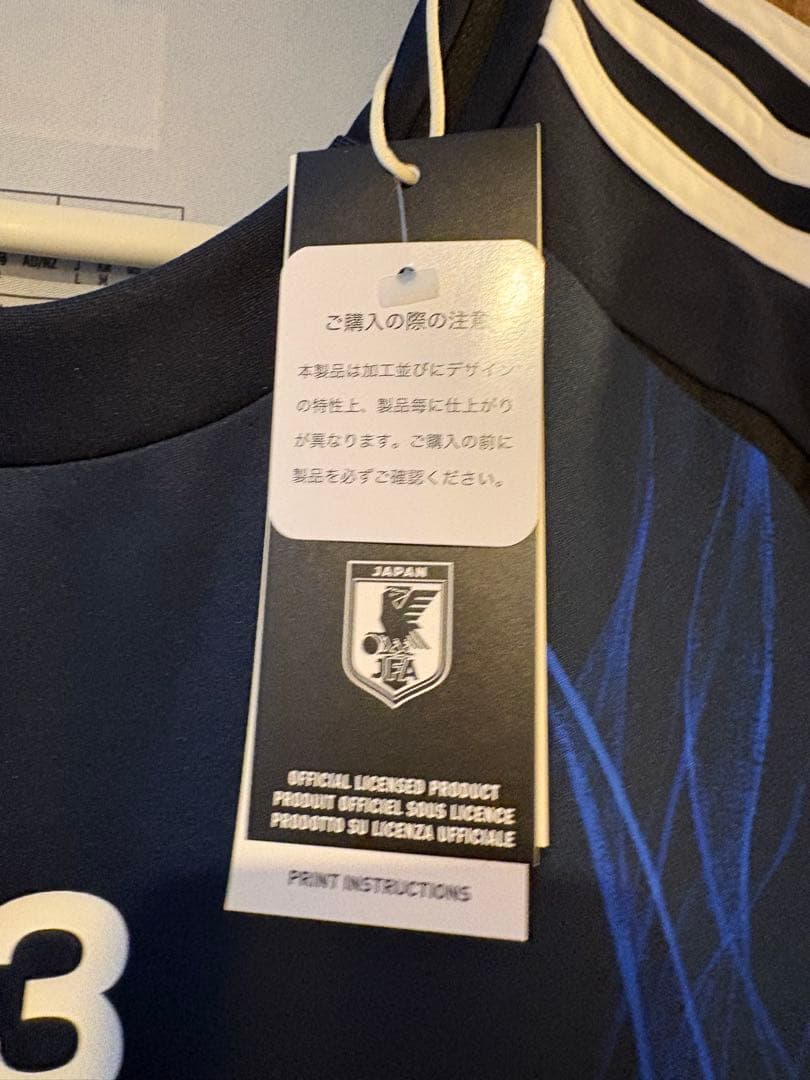 AU/NZ J
L
ご購入の際の注意
本製品は加工並びにデザイン
の特性上、製品毎に仕上がり
が異なります。ご購入の前に
製品を必ずご確認ください。
JAPAN
JFA
OFFICIAL LICENSED PRODUCT
PRODUIT OFFICIEL SOUS LICENCE
PRODOTTO SU LICENZA UFFICIALE
PRINT INSTRUCTIONS
3